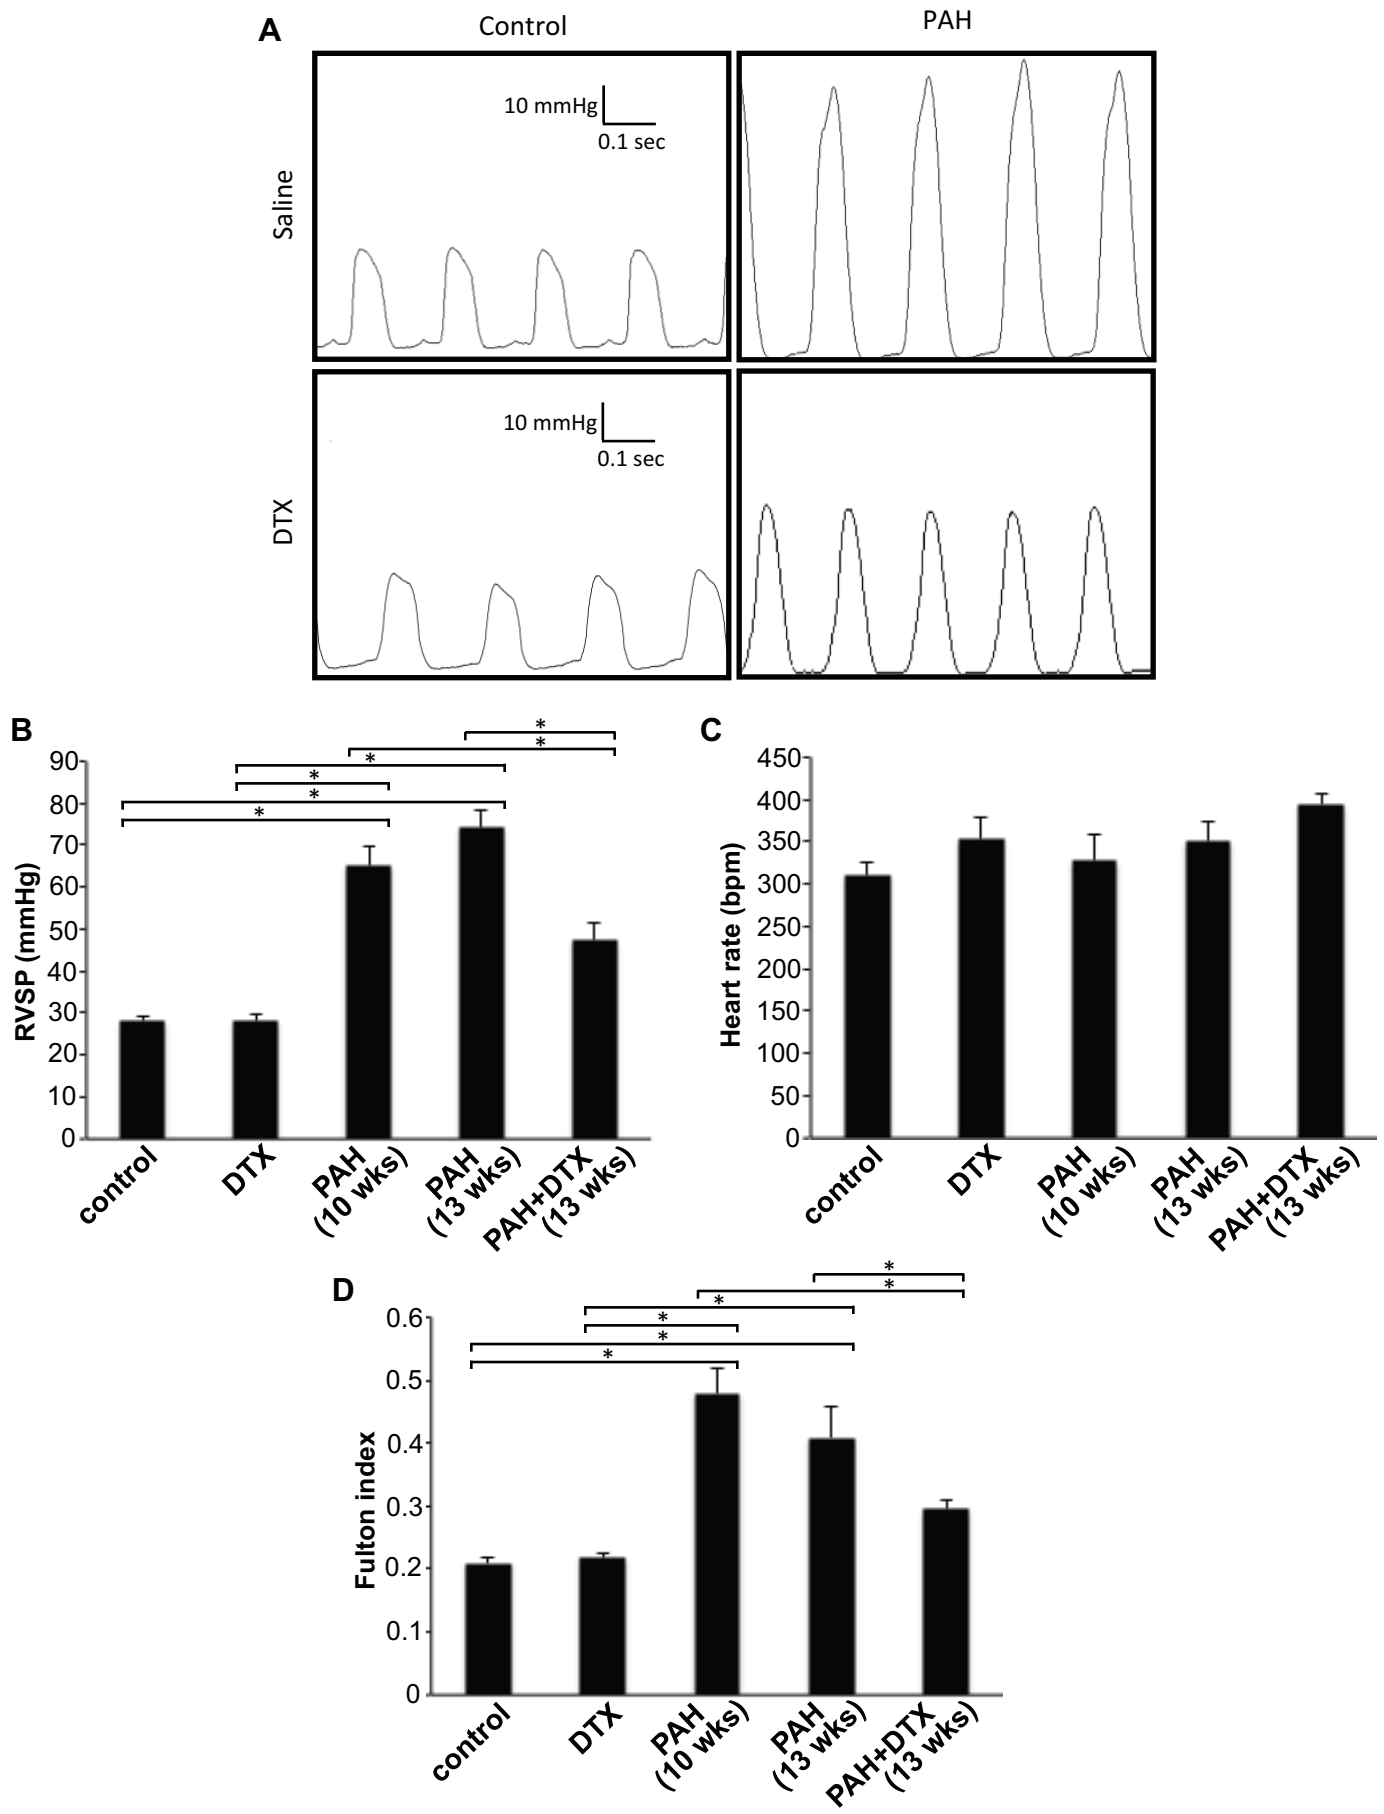 A
Control
PAH
Saline
10 mmHg
0.1 sec
DTX
10 mmHg
0.1 sec
B
RVSP (mmHg)
90
80
70
60
50
40
30
20
10
0
*
*
*
*
*
*
control
DTX
PAH
(10 wks)
PAH
(13 wks)
PAH+DTX
(13 wks)
C
Heart rate (bpm)
450
400
350
300
250
200
150
100
50
0
control
DTX
PAH
(10 wks)
PAH
(13 wks)
PAH+DTX
(13 wks)
D
Fulton index
0.6
0.5
0.4
0.3
0.2
0.1
0
*
*
*
*
*
*
control
DTX
PAH
(10 wks)
PAH
(13 wks)
PAH+DTX
(13 wks)